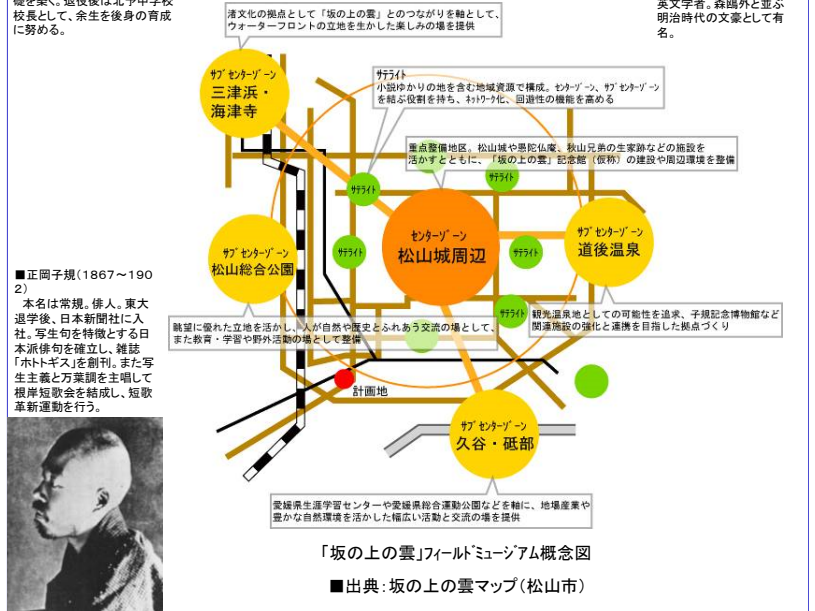 礎を築く。退役後は北予中学校
校長として、余生を後身の育成
に努める。
英文学者。森鴎外と並ぶ
明治時代の文豪として有
名。
渚文化の拠点として「坂の上の雲」とのつながりを軸として、
ウォーターフロントの立地を生かした楽しみの場を提供
ｻﾌﾞｾﾝﾀｰｿﾞｰﾝ
三津浜・
海津寺
ｻﾃﾗｲﾄ
小説ゆかりの地を含む地域資源で構成。ｾﾝﾀｰｿﾞｰﾝ、ｻﾌﾞｾﾝﾀｰｿﾞｰﾝ
を結ぶ役割を持ち、ﾈｯﾄﾜｰｸ化、回遊性の機能を高める
重点整備地区。松山城や愚陀仏庵、秋山兄弟の生家跡などの施設を
活かすとともに、「坂の上の雲」記念館（仮称）の建設や周辺環境を整備
ｻﾃﾗｲﾄ
ｻﾃﾗｲﾄ
ｾﾝﾀｰｿﾞｰﾝ
松山城周辺
ｻﾌﾞｾﾝﾀｰｿﾞｰﾝ
道後温泉
ｻﾌﾞｾﾝﾀｰｿﾞｰﾝ
松山総合公園
ｻﾃﾗｲﾄ
ｻﾃﾗｲﾄ
ｻﾃﾗｲﾄ
■正岡子規（1867～190
2）
　本名は常規。俳人。東大
退学後、日本新聞社に入
社。写生句を特徴とする日
本派俳句を確立し、雑誌
「ホトトギス」を創刊。また写
生主義と万葉調を主唱して
根岸短歌会を結成し、短歌
革新運動を行う。
眺望に優れた立地を活かし、人が自然や歴史とふれあう交流の場として、
また教育・学習や野外活動の場として整備
観光温泉地としての可能性を追求、子規記念博物館など
関連施設の強化と連携を目指した拠点づくり
計画地
ｻﾌﾞｾﾝﾀｰｿﾞｰﾝ
久谷・砥部
愛媛県生涯学習センターや愛媛県総合運動公園などを軸に、地場産業や
豊かな自然環境を活かした幅広い活動と交流の場を提供
「坂の上の雲」ﾌｨｰﾙﾄﾞﾐｭｰｼﾞｱﾑ概念図
■出典：坂の上の雲マップ（松山市）